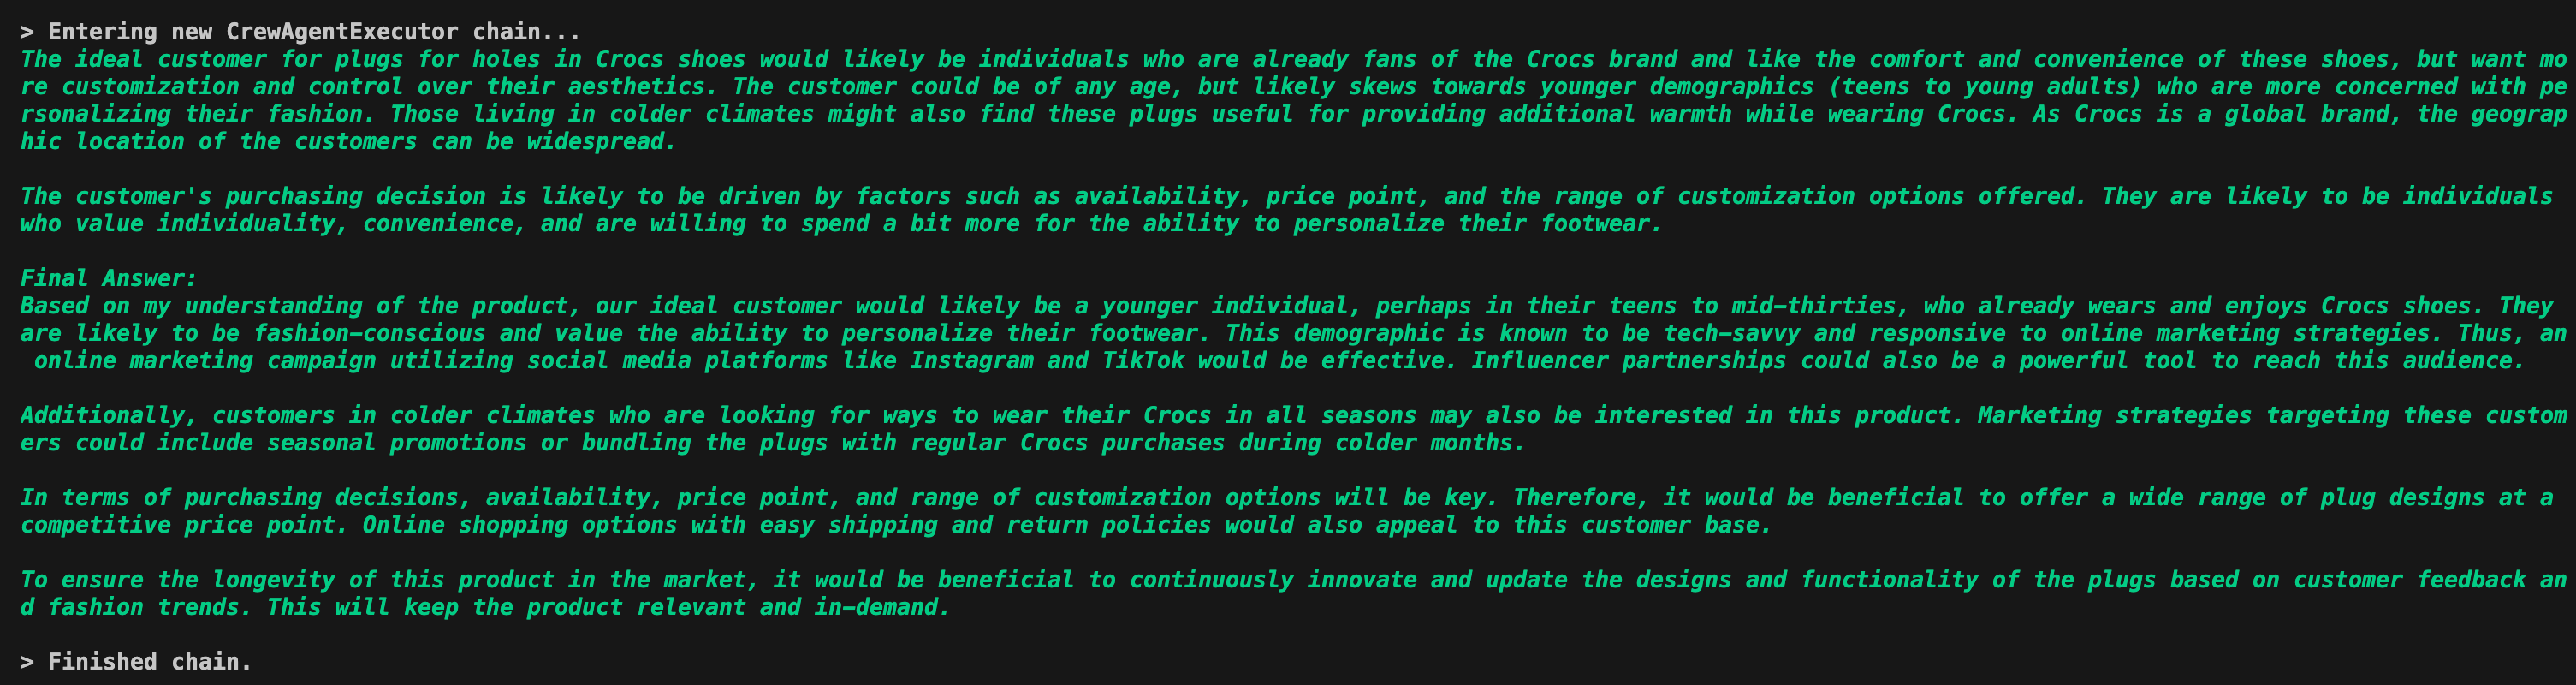 > Entering new CrewAgentExecutor chain...
The ideal customer for plugs for holes in Crocs shoes would likely be individuals who are already fans of the Crocs brand and like the comfort and convenience of these shoes, but want mo
re customization and control over their aesthetics. The customer could be of any age, but likely skews towards younger demographics (teens to young adults) who are more concerned with pe
rsonalizing their fashion. Those living in colder climates might also find these plugs useful for providing additional warmth while wearing Crocs. As Crocs is a global brand, the geograp
hic location of the customers can be widespread.

The customer's purchasing decision is likely to be driven by factors such as availability, price point, and the range of customization options offered. They are likely to be individuals
who value individuality, convenience, and are willing to spend a bit more for the ability to personalize their footwear.

Final Answer:
Based on my understanding of the product, our ideal customer would likely be a younger individual, perhaps in their teens to mid-thirties, who already wears and enjoys Crocs shoes. They
are likely to be fashion-conscious and value the ability to personalize their footwear. This demographic is known to be tech-savvy and responsive to online marketing strategies. Thus, an
 online marketing campaign utilizing social media platforms like Instagram and TikTok would be effective. Influencer partnerships could also be a powerful tool to reach this audience.

Additionally, customers in colder climates who are looking for ways to wear their Crocs in all seasons may also be interested in this product. Marketing strategies targeting these custom
ers could include seasonal promotions or bundling the plugs with regular Crocs purchases during colder months.

In terms of purchasing decisions, availability, price point, and range of customization options will be key. Therefore, it would be beneficial to offer a wide range of plug designs at a
competitive price point. Online shopping options with easy shipping and return policies would also appeal to this customer base.

To ensure the longevity of this product in the market, it would be beneficial to continuously innovate and update the designs and functionality of the plugs based on customer feedback an
d fashion trends. This will keep the product relevant and in-demand.

> Finished chain.